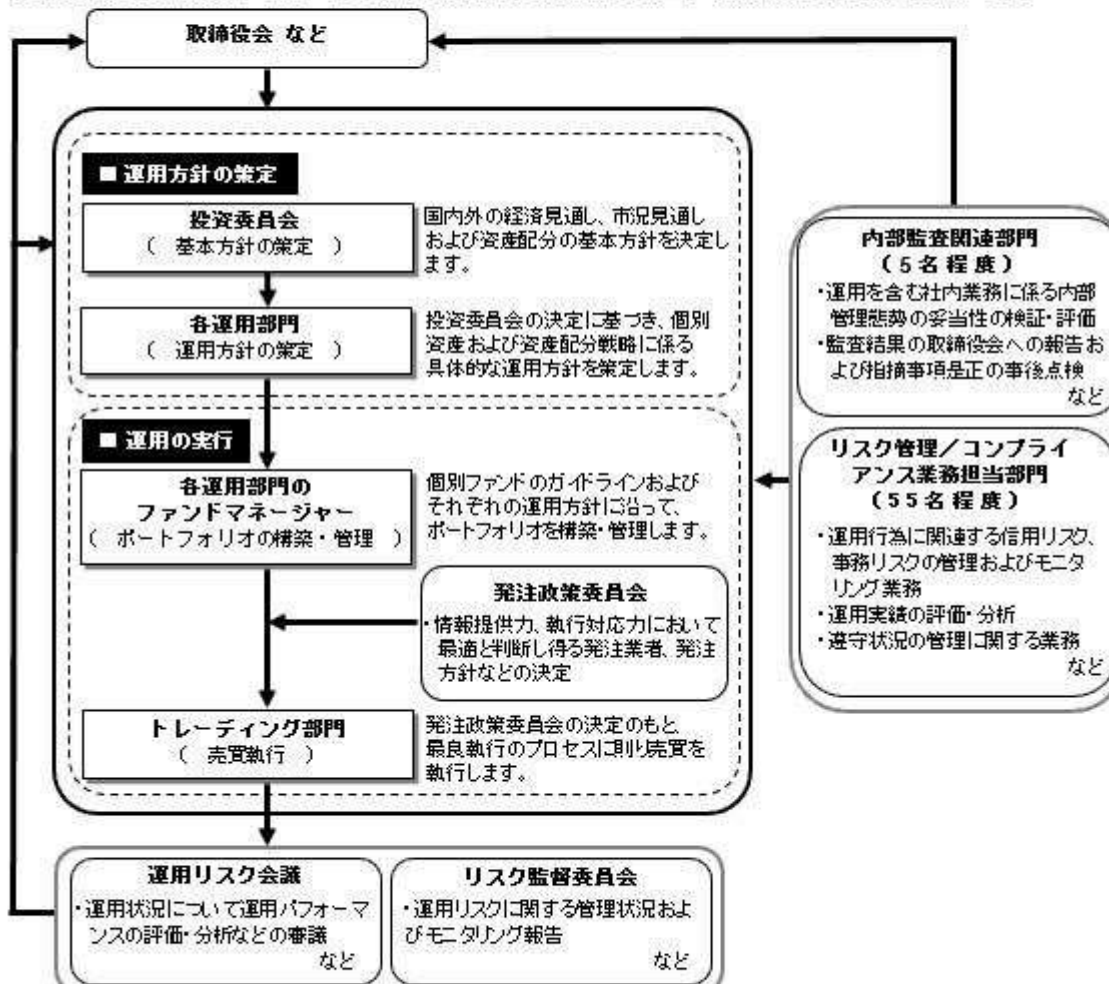 取締役会 など
■ 運用方針の策定
投資委員会
( 基本方針の策定 )
国内外の経済見通し、市況見通し
および資産配分の基本方針を決定し
ます。
各運用部門
( 運用方針の策定 )
投資委員会の決定に基づき、個別
資産および資産配分戦略に係る
具体的な運用方針を策定します。
■ 運用の実行
各運用部門の
ファンドマネージャー
( ポートフォリオの構築・管理 )
個別ファンドのガイドラインおよび
それぞれの運用方針に沿って、
ポートフォリオを構築・管理します。
発注政策委員会
・情報提供力、執行対応力において
最適と判断し得る発注業者、発注
方針などの決定
トレーディング部門
( 売買執行 )
発注政策委員会の決定のもと、
最良執行のプロセスに則り売買を
執行します。
内部監査関連部門
(5名程度)
・運用を含む社内業務に係る内部
管理態勢の妥当性の検証・評価
・監査結果の取締役会への報告お
よび指摘事項是正の事後点検
など
リスク管理/コンプライ
アンス業務担当部門
(55名程度)
・運用行為に関連する信用リスク、
事務リスクの管理およびモニタ
リング業務
・運用実績の評価・分析
・遵守状況の管理に関する業務
など
運用リスク会議
・運用状況について運用パフォーマ
ンスの評価・分析などの審議
など
リスク監督委員会
・運用リスクに関する管理状況およ
びモニタリング報告
など